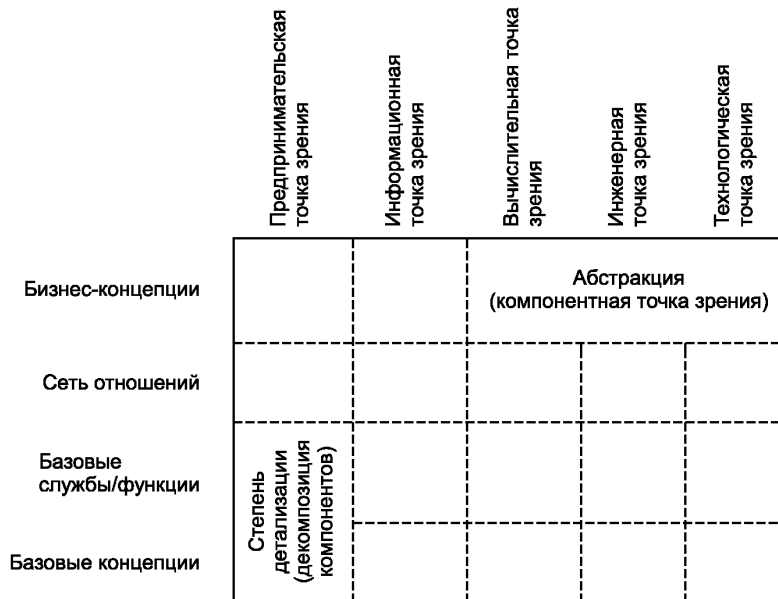 Предпринимательская
точка зрения
Информационная
точка зрения
Вычислительная точка
зрения
Инженерная
точка зрения
Технологическая
точка зрения
Бизнес-концепции
Абстракция
(компонентная точка зрения)
Сеть отношений
Базовые
службы/функции
Степень
детализации
(декомпозиция
компонентов)
Базовые концепции